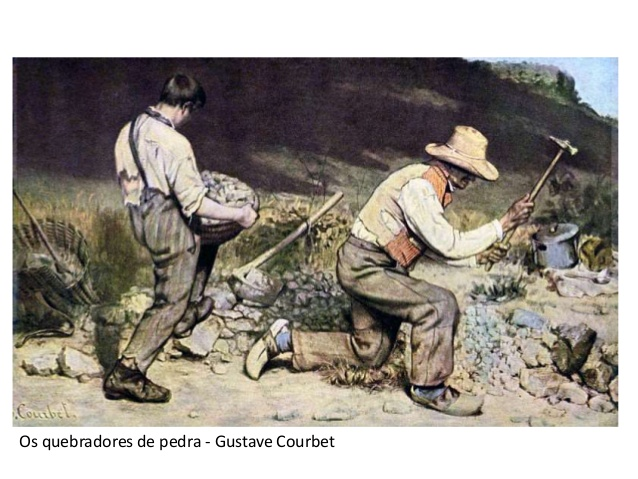 G. Courbet.
Os quebradores de pedra - Gustave Courbet